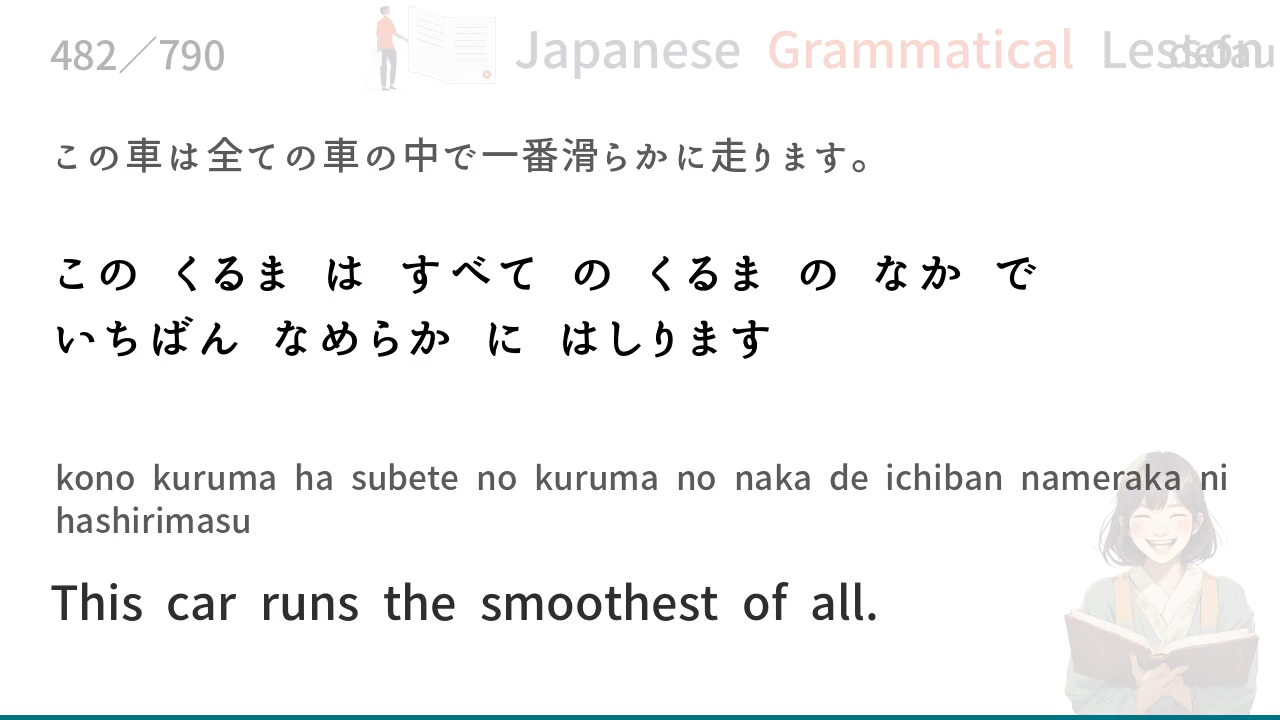 482／790
Japanese Grammatical Lesson
この車は全ての車の中で一番滑らかに走ります。
この くるま は すべて の くるま の なか で
いちばん なめらか に はしります
kono kuruma ha subete no kuruma no naka de ichiban nameraka ni
hashirimasu
This car runs the smoothest of all.